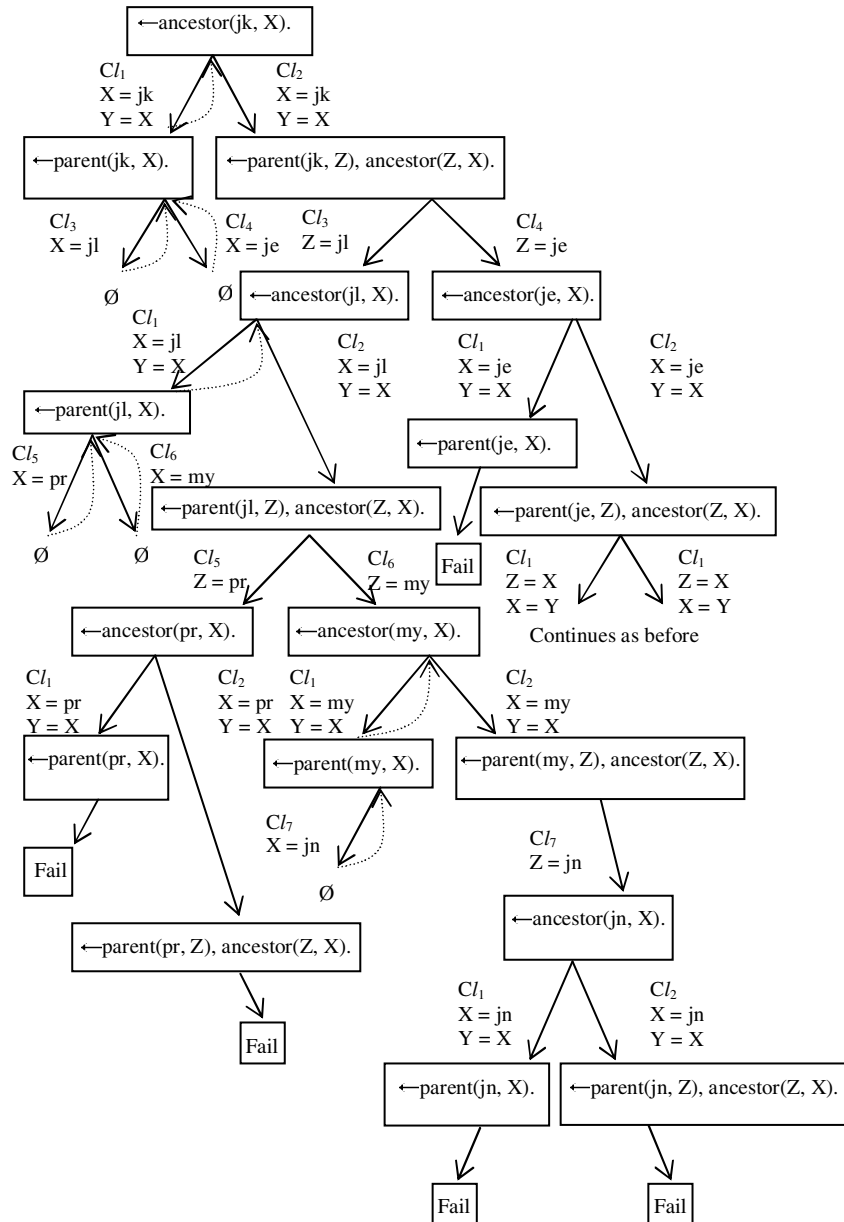 ←ancestor(jk, X).
Cl1
X = jk
Y = X
Cl2
X = jk
Y = X
←parent(jk, X).
←parent(jk, Z), ancestor(Z, X).
Cl3
X = jl
Cl4
X = je
Cl3
Z = jl
Cl4
Z = je
Ø
Ø
←ancestor(jl, X).
←ancestor(je, X).
Cl1
X = jl
Y = X
Cl2
X = jl
Y = X
Cl1
X = je
Y = X
Cl2
X = je
Y = X
←parent(jl, X).
←parent(je, X).
Cl5
X = pr
Cl6
X = my
←parent(jl, Z), ancestor(Z, X).
←parent(je, Z), ancestor(Z, X).
Ø
Ø
Fail
Cl5
Z = pr
Cl6
Z = my
Cl1
Z = X
X = Y
Cl1
Z = X
X = Y
←ancestor(pr, X).
←ancestor(my, X).
Continues as before
Cl1
X = pr
Y = X
Cl2
X = pr
Y = X
Cl1
X = my
Y = X
Cl2
X = my
Y = X
←parent(pr, X).
←parent(my, X).
←parent(my, Z), ancestor(Z, X).
Cl7
X = jn
Cl7
Z = jn
Fail
Ø
←ancestor(jn, X).
←parent(pr, Z), ancestor(Z, X).
Fail
Cl1
X = jn
Y = X
Cl2
X = jn
Y = X
←parent(jn, X).
←parent(jn, Z), ancestor(Z, X).
Fail
Fail